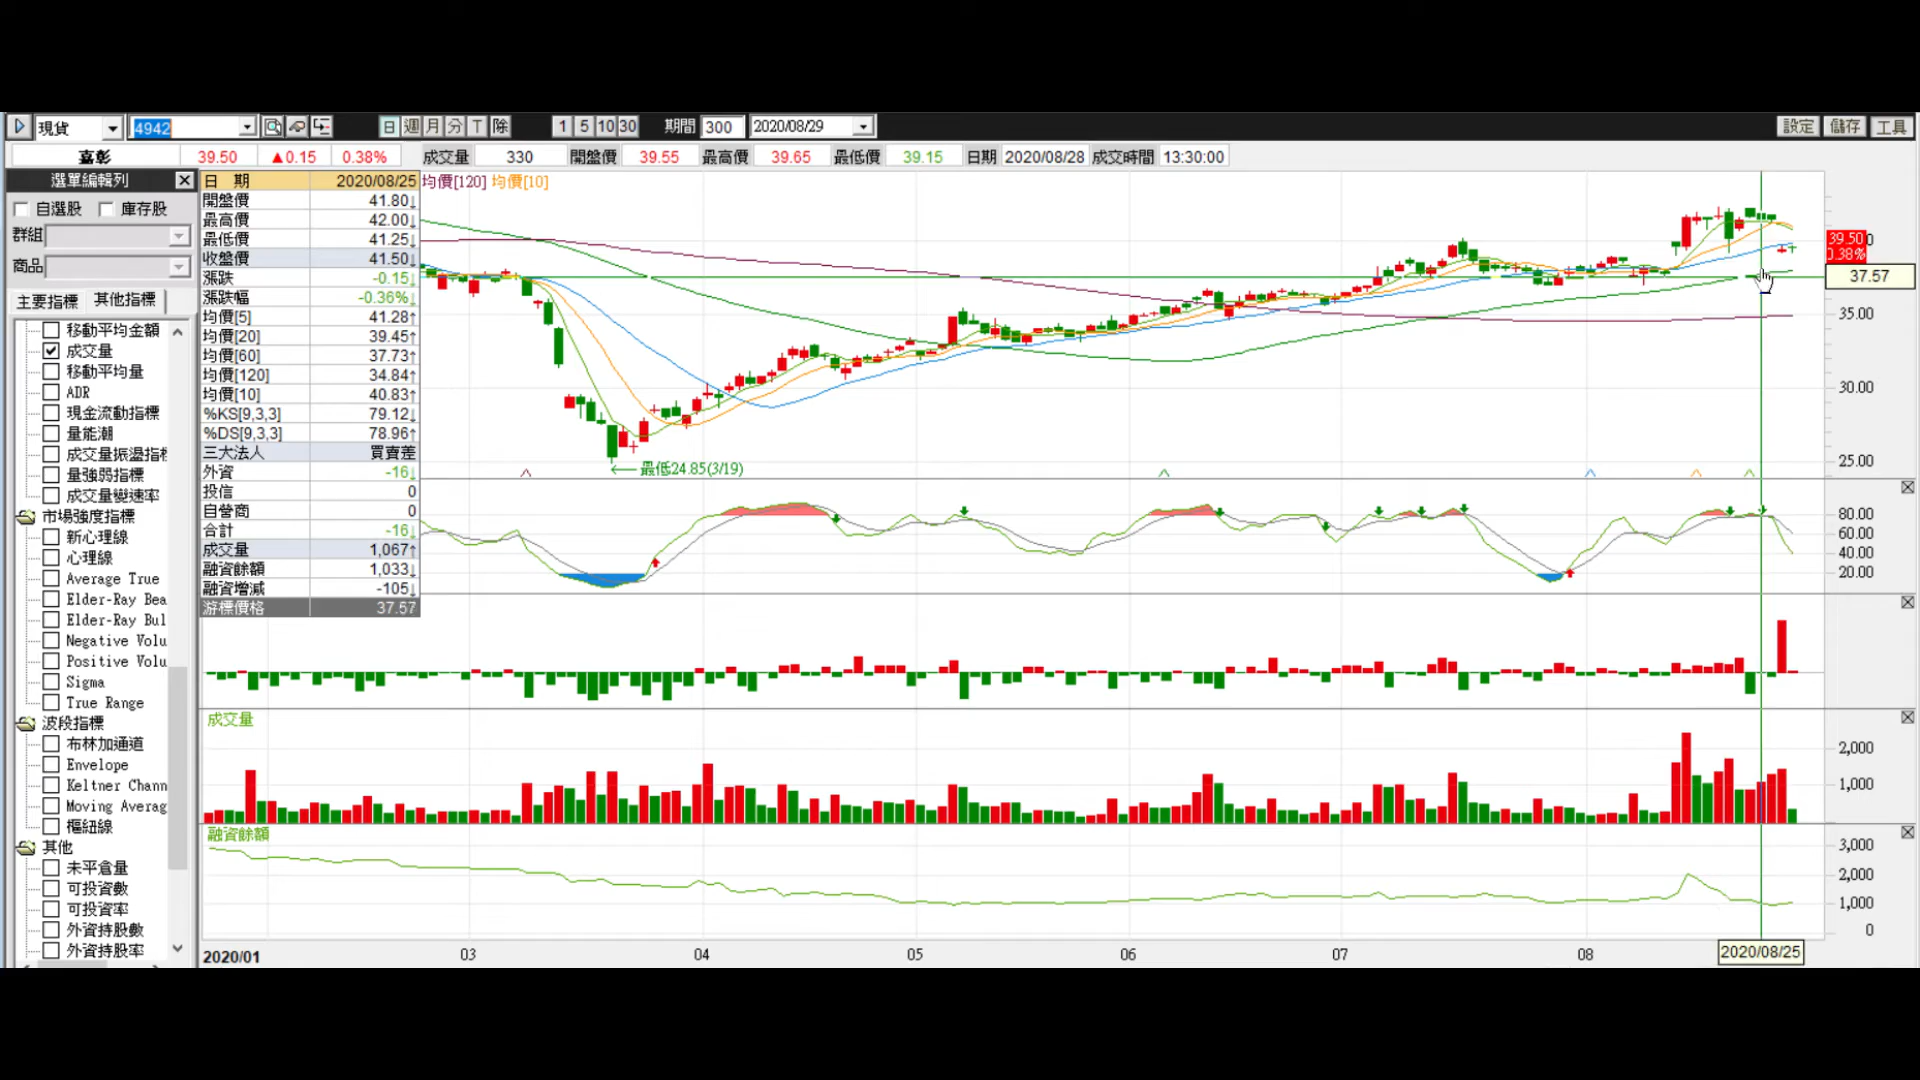 現貨 4942 日 週 月 分 T 除 1 5 10 30 期間 300 2020/08/29 設定 儲存 工具
嘉彰 39.50 ▲0.15 0.38% 成交量 330 開盤價 39.55 最高價 39.65 最低價 39.15 日期 2020/08/28 成交時間 13:30:00
選單編輯列
自選股 庫存股
群組
商品
主要指標 其他指標
移動平均金額
成交量
移動平均量
ADR
現金流動指標
量能潮
成交量振盪指標
量強弱指標
成交量變速率
市場強度指標
新心理線
心理線
Average True
Elder-Ray Bea
Elder-Ray Bul
Negative Volu
Positive Volu
Sigma
True Range
波段指標
布林加通道
Envelope
Keltner Chann
Moving Averag
樞紐線
其他
未平倉量
可投資數
可投資率
外資持股數
外資持股率
日 期 2020/08/25
開盤價 41.80↓
最高價 42.00↓
最低價 41.25↓
收盤價 41.50↓
漲跌 -0.15↓
漲跌幅 -0.36%↓
均價[5] 41.28↑
均價[20] 39.45↑
均價[60] 37.73↑
均價[120] 34.84↑
均價[10] 40.83↑
%KS[9,3,3] 79.12↓
%DS[9,3,3] 78.96↑
三大法人 買賣差
外資 -16↓
投信 0
自營商 0
合計 -16↓
成交量 1,067↑
融資餘額 1,033↓
融資增減 -105↓
游標價格 37.57
均價[120] 均價[10]
39.50
0.38%
37.57
35.00
30.00
25.00
最低24.85(3/19)
80.00
60.00
40.00
20.00
成交量
2,000
1,000
融資餘額
3,000
2,000
1,000
0
2020/01 03 04 05 06 07 08 2020/08/25